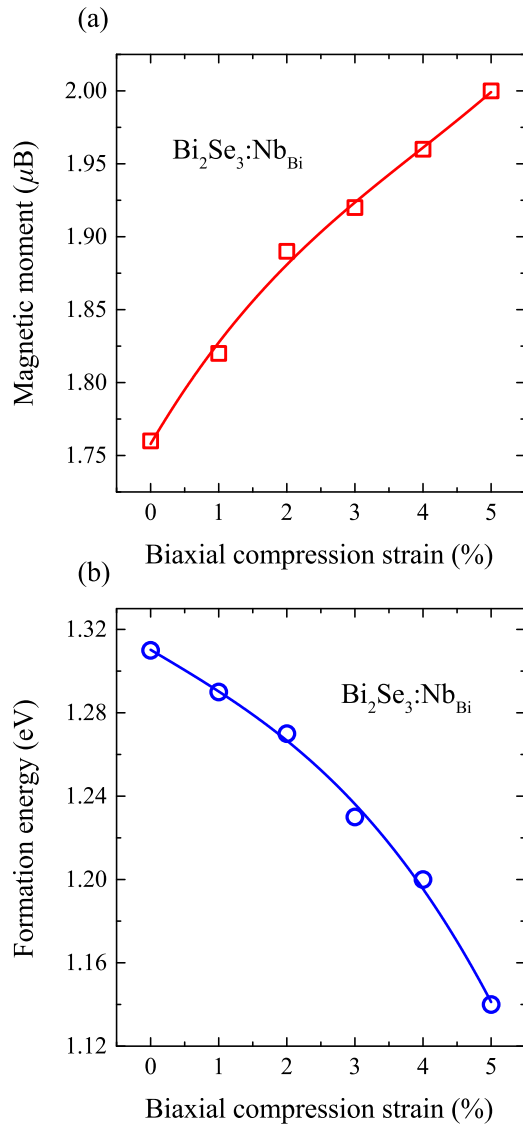 (a)
2.00
1.95
1.90
1.85
1.80
1.75
Magnetic moment (μB)
Bi₂Se₃:Nb_Bi
0 1 2 3 4 5
Biaxial compression strain (%)
(b)
1.32
1.28
1.24
1.20
1.16
1.12
Formation energy (eV)
Bi₂Se₃:Nb_Bi
0 1 2 3 4 5
Biaxial compression strain (%)